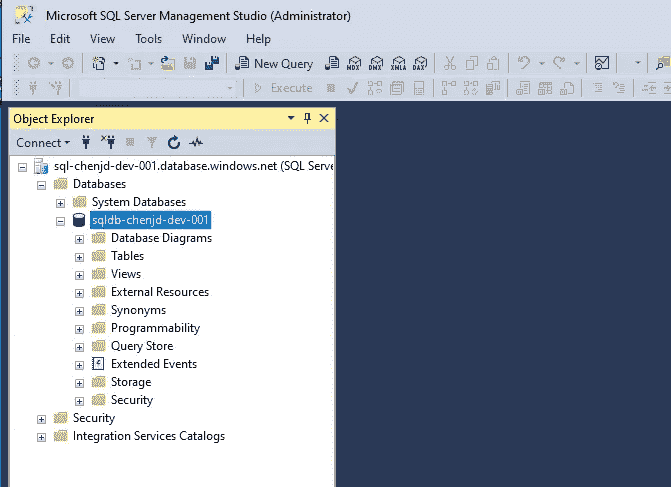 Microsoft SQL Server Management Studio (Administrator)
File Edit View Tools Window Help
New Query MDX DMX XMLA DAX
Execute
Object Explorer
Connect
sql-chenjd-dev-001.database.windows.net (SQL Serve
Databases
System Databases
sqldb-chenjd-dev-001
Database Diagrams
Tables
Views
External Resources
Synonyms
Programmability
Query Store
Extended Events
Storage
Security
Security
Integration Services Catalogs